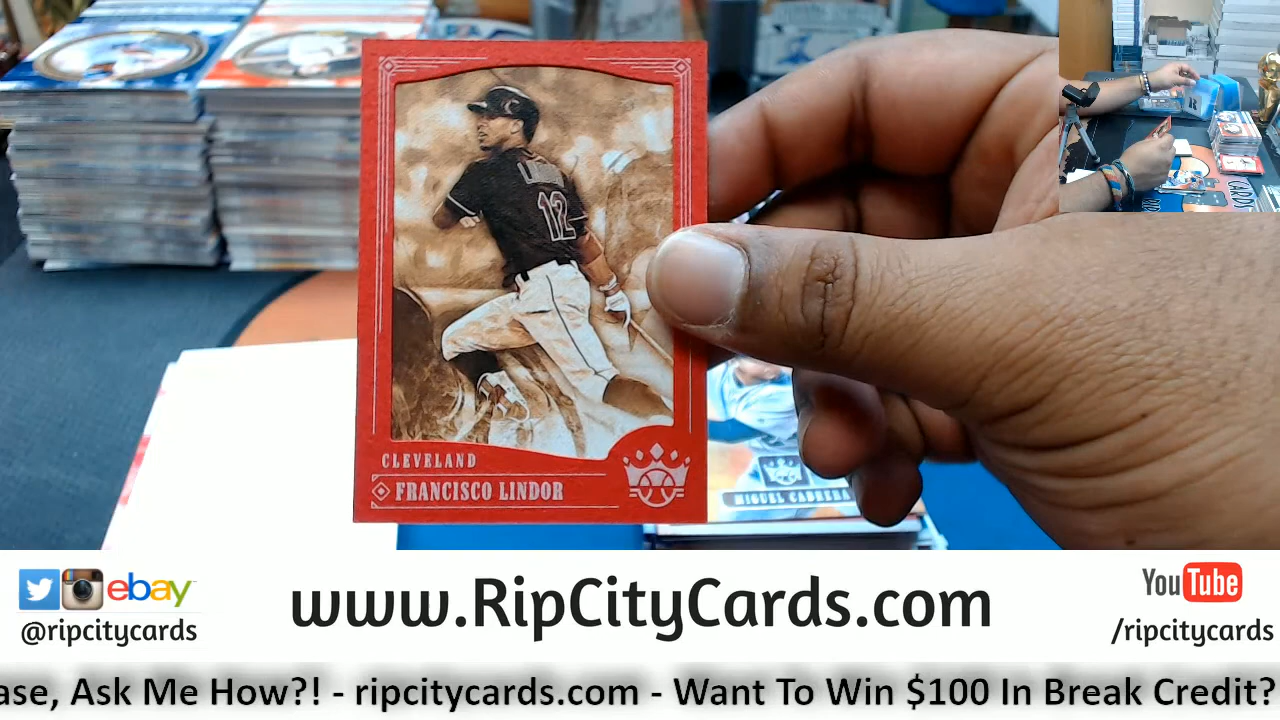 LINDOR
12
CLEVELAND
FRANCISCO LINDOR
MIGUEL CABRERA
ebay
@ripcitycards
www.RipCityCards.com
YouTube
/ripcitycards
ase, Ask Me How?! - ripcitycards.com - Want To Win $100 In Break Credit?